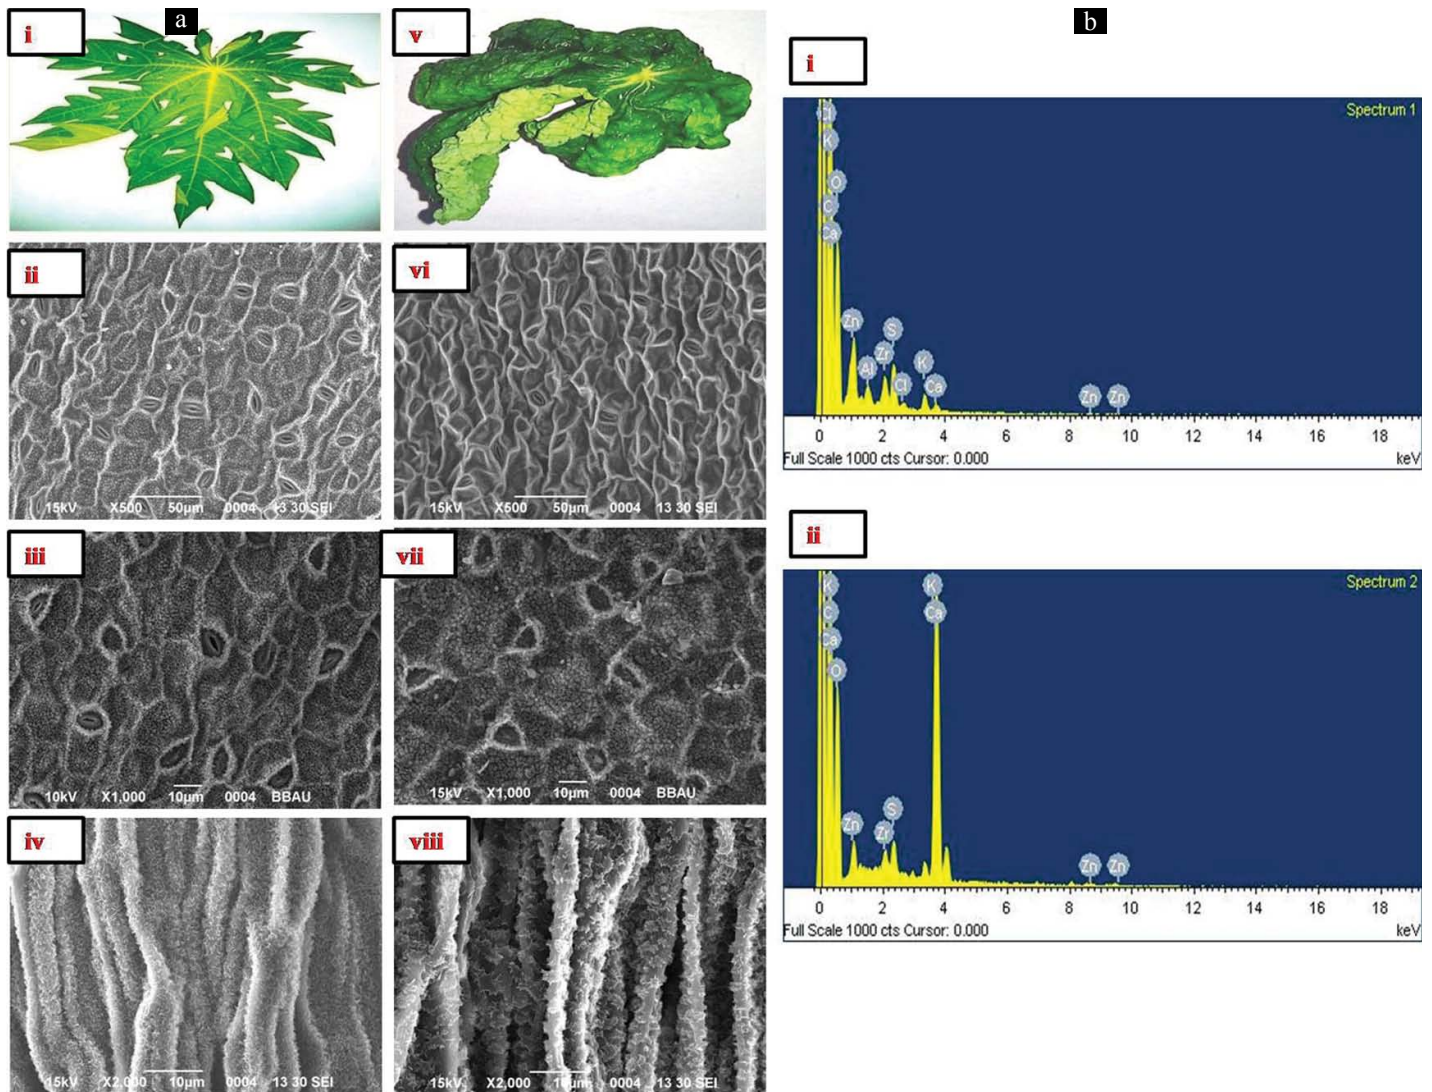 a
b
i
v
ii
15kV X500 50µm 0004 13 30 SEI
vi
15kV X500 50µm 0004 13 30 SEI
iii
10kV X1,000 10µm 0004 BBAU
vii
15kV X1,000 10µm 0004 BBAU
iv
15kV X2,000 10µm 0004 13 30 SEI
viii
15kV X2,000 10µm 0004 13 30 SEI
i
Spectrum 1
Cl
K
O
C
Ca
Zn
S
Zr
K
Al
Cl
Ca
Zn Zn
0 2 4 6 8 10 12 14 16 18
Full Scale 1000 cts Cursor: 0.000 keV
ii
Spectrum 2
K K
C Ca
Ca
O
S
Zn Zr
Zn Zn
0 2 4 6 8 10 12 14 16 18
Full Scale 1000 cts Cursor: 0.000 keV